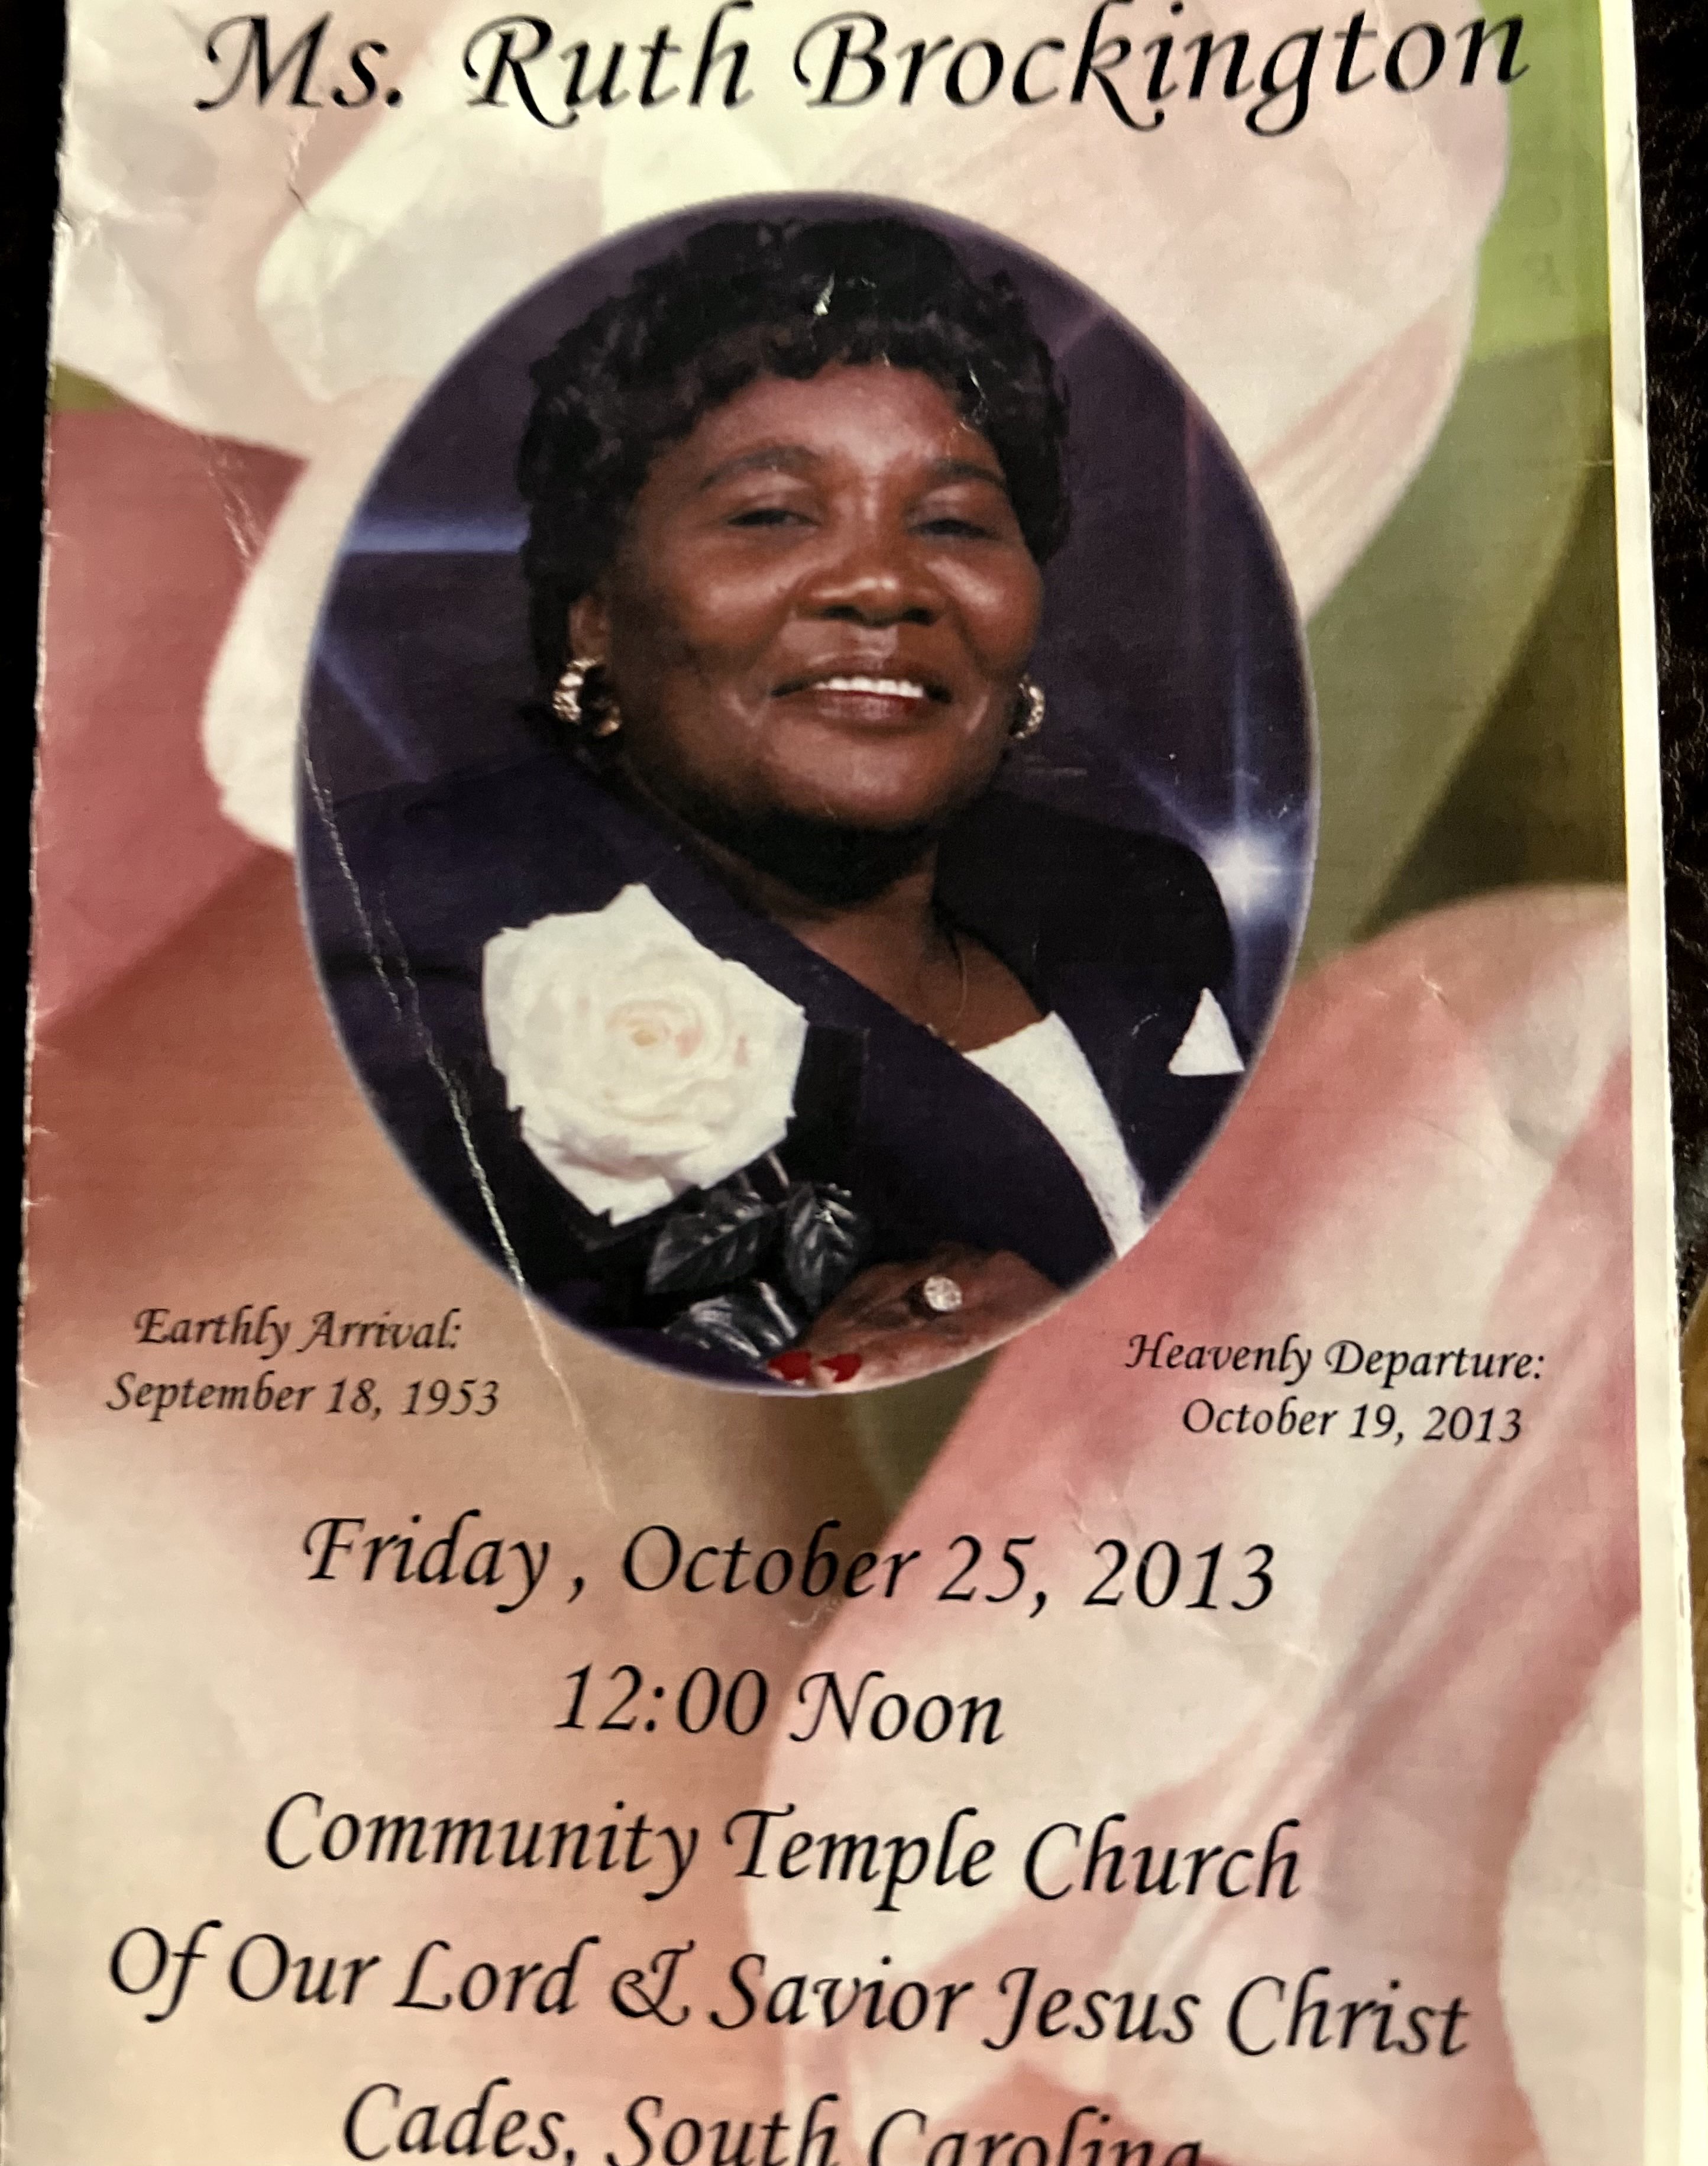 Ms. Ruth Brockington
Earthly Arrival:
September 18, 1953
Heavenly Departure:
October 19, 2013
Friday , October 25, 2013
12:00 Noon
Community Temple Church
Of Our Lord & Savior Jesus Christ
Cades, South Carolina